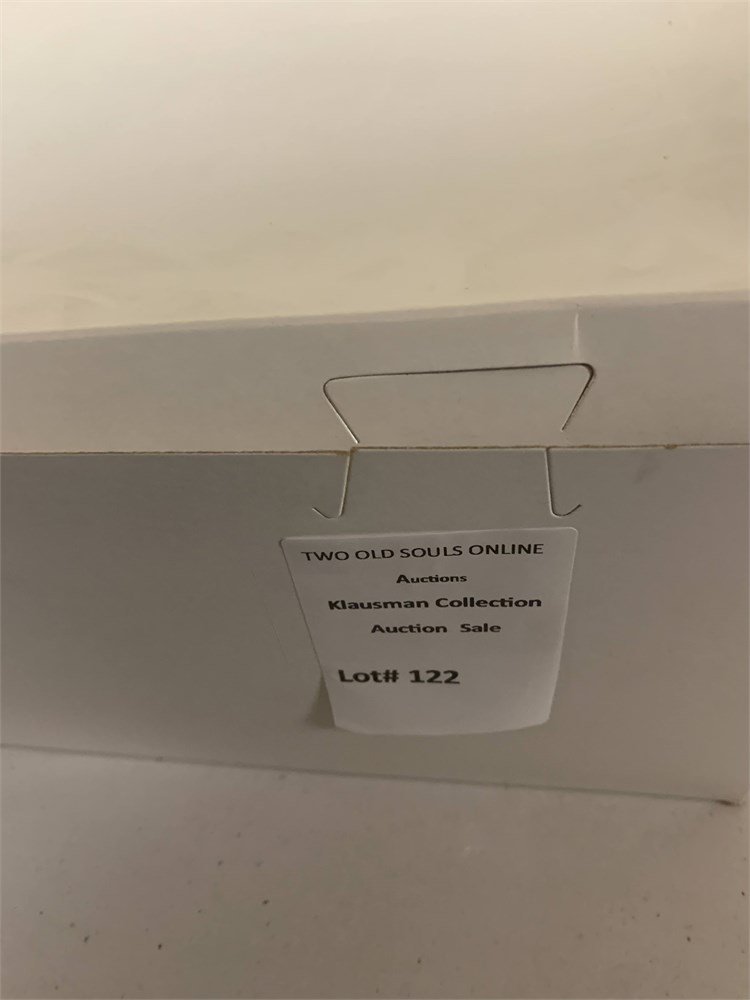 TWO OLD SOULS ONLINE
Auctions
Klausman Collection
Auction Sale
Lot# 122